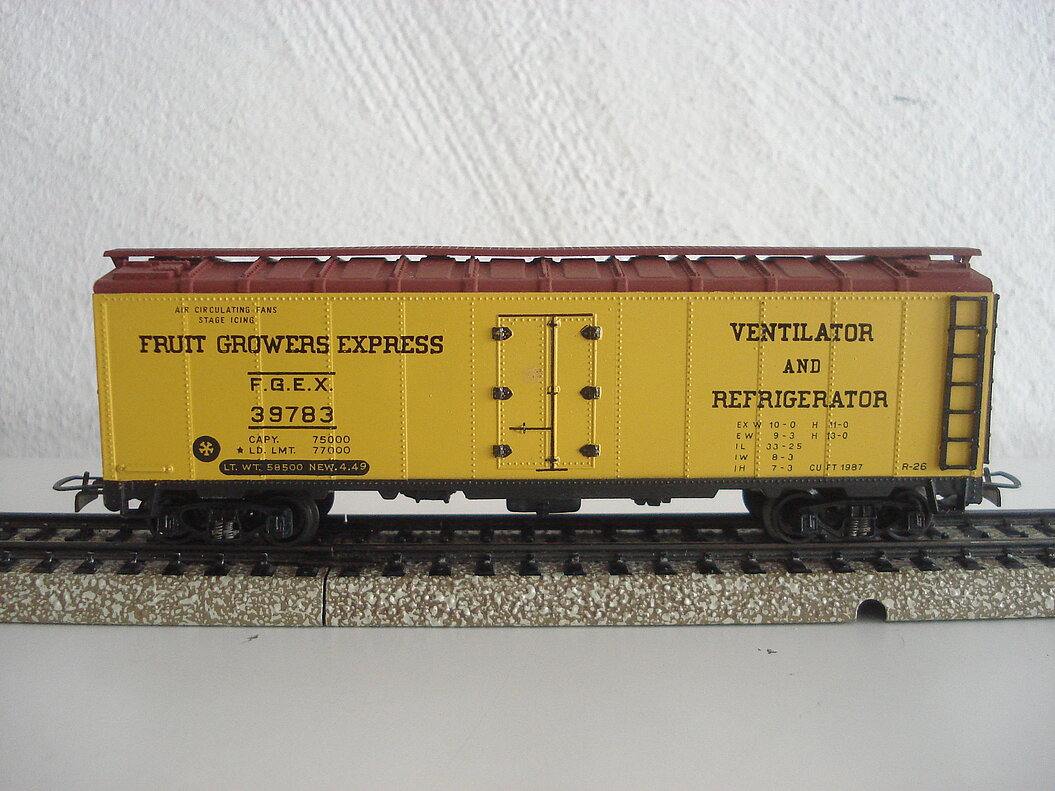 AIR CIRCULATING FANS
STAGE ICING
FRUIT GROWERS EXPRESS
F.G.E.X.
39783
CAPY. 75000
★ LD. LMT. 77000
LT. WT. 58500 NEW. 4.49
VENTILATOR
AND
REFRIGERATOR
EX W 10-0 H 11-0
E W 9-3 H 13-0
IL 33-25
IW 8-3
IH 7-3 CU FT 1987 R-26